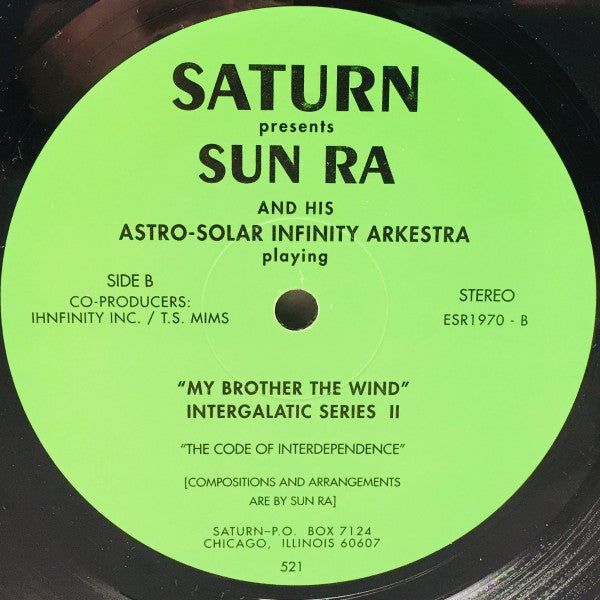 SATURN
presents
SUN RA
AND HIS
ASTRO-SOLAR INFINITY ARKESTRA
playing
SIDE B
CO-PRODUCERS:
IHNFINITY INC. / T.S. MIMS
STEREO
ESR1970 - B
“MY BROTHER THE WIND”
INTERGALATIC SERIES II
“THE CODE OF INTERDEPENDENCE”
[COMPOSITIONS AND ARRANGEMENTS
ARE BY SUN RA]
SATURN–P.O. BOX 7124
CHICAGO, ILLINOIS 60607
521